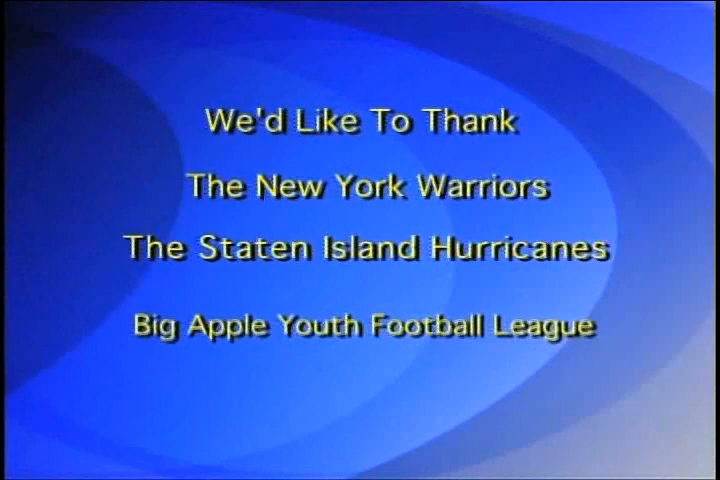 We'd Like To Thank
The New York Warriors
The Staten Island Hurricanes
Big Apple Youth Football League